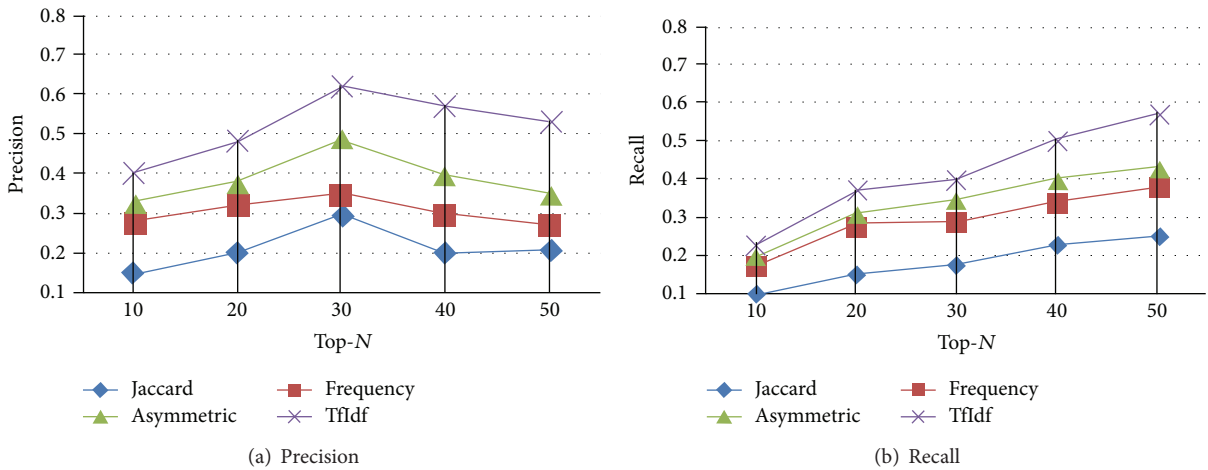 0.8
0.7
0.6
0.5
0.4
0.3
0.2
0.1
Precision
10 20 30 40 50
Top-N
Jaccard Frequency
Asymmetric TfIdf
(a) Precision
0.8
0.7
0.6
0.5
0.4
0.3
0.2
0.1
Recall
10 20 30 40 50
Top-N
Jaccard Frequency
Asymmetric TfIdf
(b) Recall